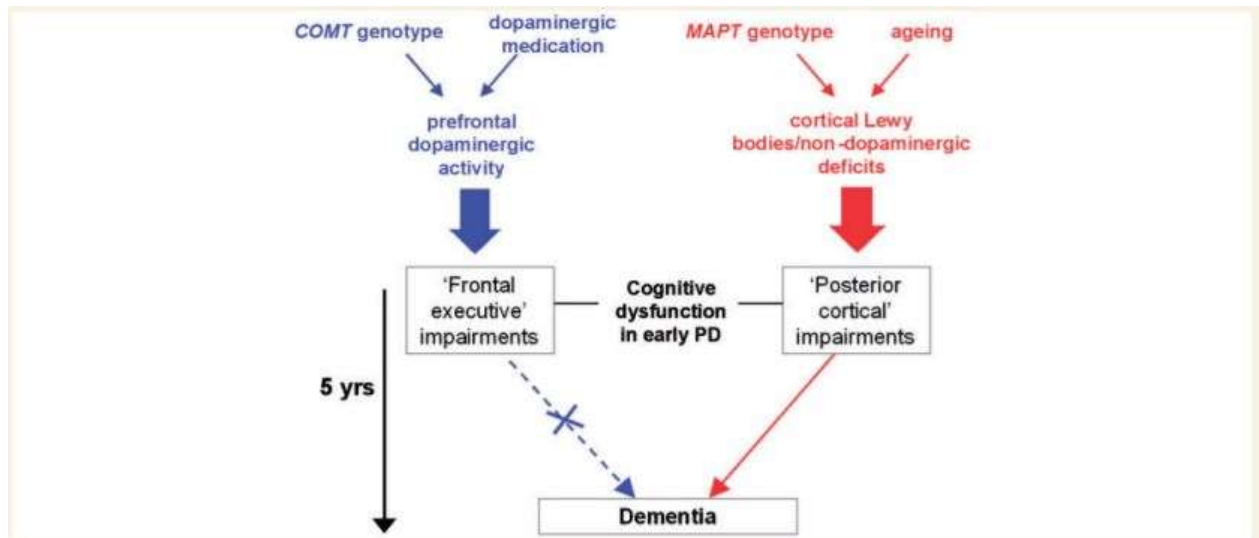 COMT genotype
dopaminergic
medication
MAPT genotype
ageing
prefrontal
dopaminergic
activity
cortical Lewy
bodies/non-dopaminergic
deficits
'Frontal
executive'
impairments
Cognitive
dysfunction
in early PD
'Posterior
cortical'
impairments
5 yrs
Dementia